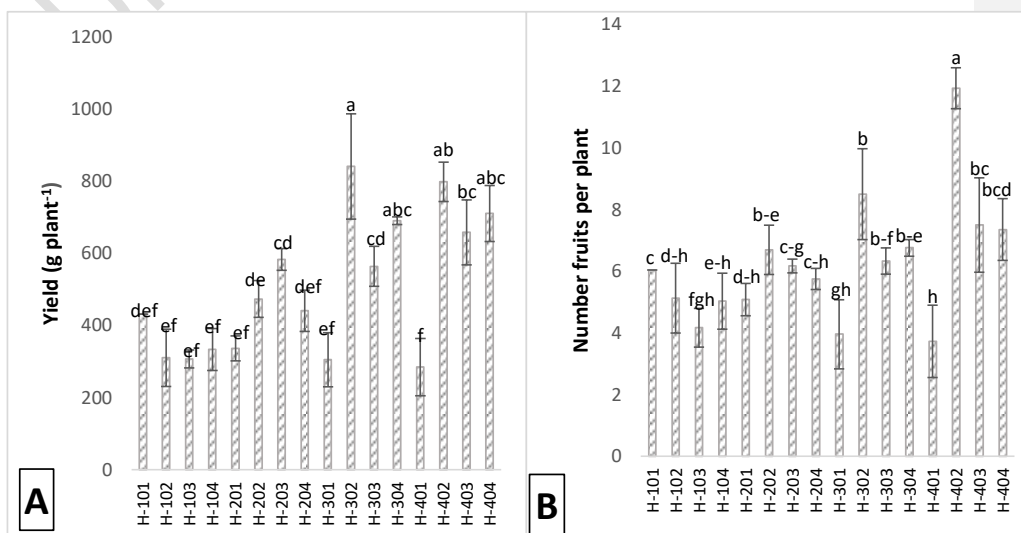 1200
1000
800
600
400
200
0
Yield (g plant⁻¹)
def
ef
ef
ef
ef
de
cd
def
ef
a
cd
abc
f
ab
bc
abc
H-101
H-102
H-103
H-104
H-201
H-202
H-203
H-204
H-301
H-302
H-303
H-304
H-401
H-402
H-403
H-404
A
14
12
10
8
6
4
2
0
Number fruits per plant
c
d-h
fgh
e-h
d-h
b-e
c-g
c-h
gh
b
b-f
b-e
h
a
bc
bcd
H-101
H-102
H-103
H-104
H-201
H-202
H-203
H-204
H-301
H-302
H-303
H-304
H-401
H-402
H-403
H-404
B